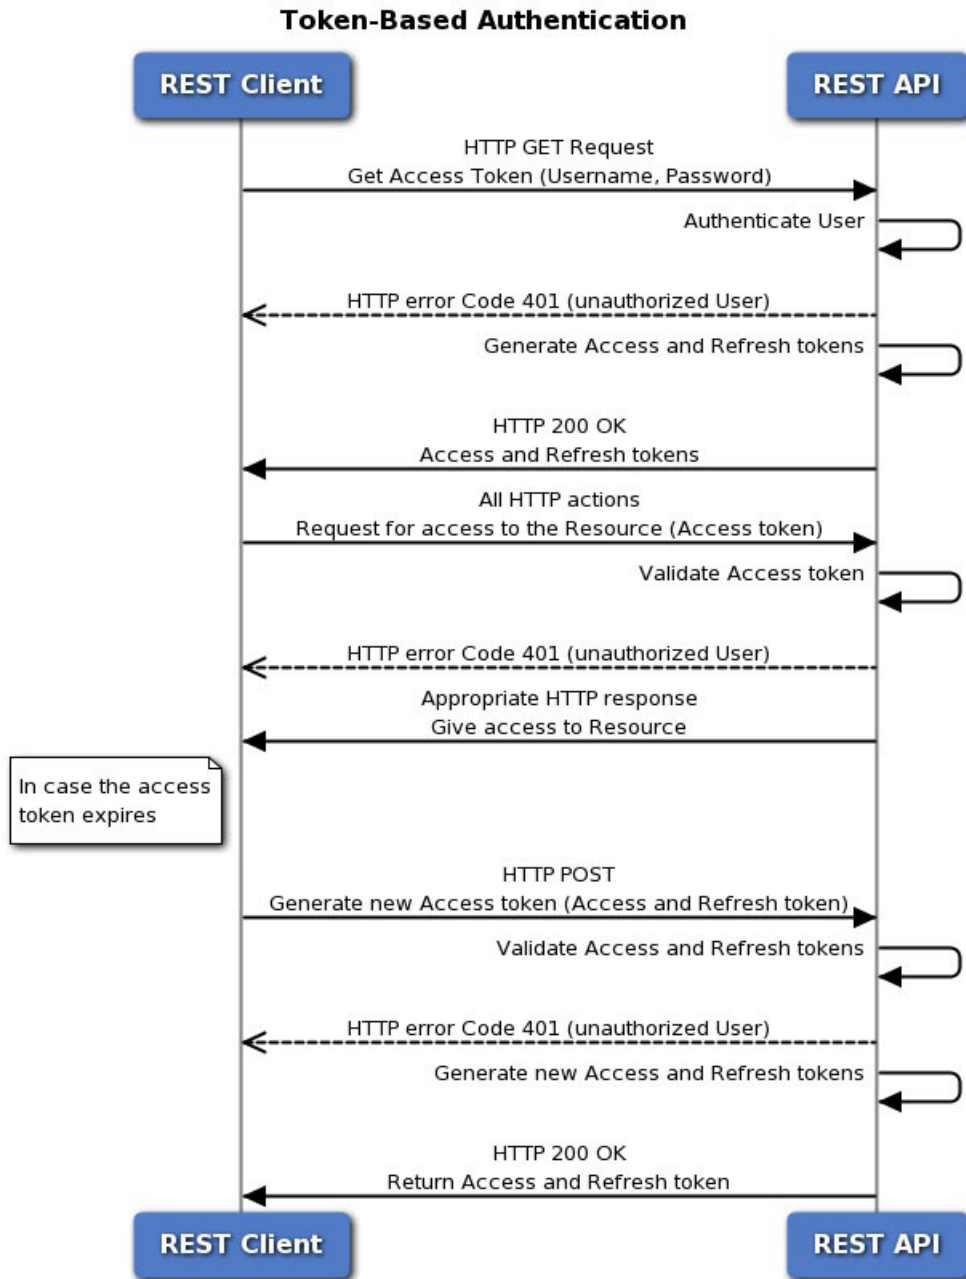 Token-Based Authentication
REST Client
REST API
HTTP GET Request
Get Access Token (Username, Password)
Authenticate User
HTTP error Code 401 (unauthorized User)
Generate Access and Refresh tokens
HTTP 200 OK
Access and Refresh tokens
All HTTP actions
Request for access to the Resource (Access token)
Validate Access token
HTTP error Code 401 (unauthorized User)
Appropriate HTTP response
Give access to Resource
In case the access
token expires
HTTP POST
Generate new Access token (Access and Refresh token)
Validate Access and Refresh tokens
HTTP error Code 401 (unauthorized User)
Generate new Access and Refresh tokens
HTTP 200 OK
Return Access and Refresh token
REST Client
REST API